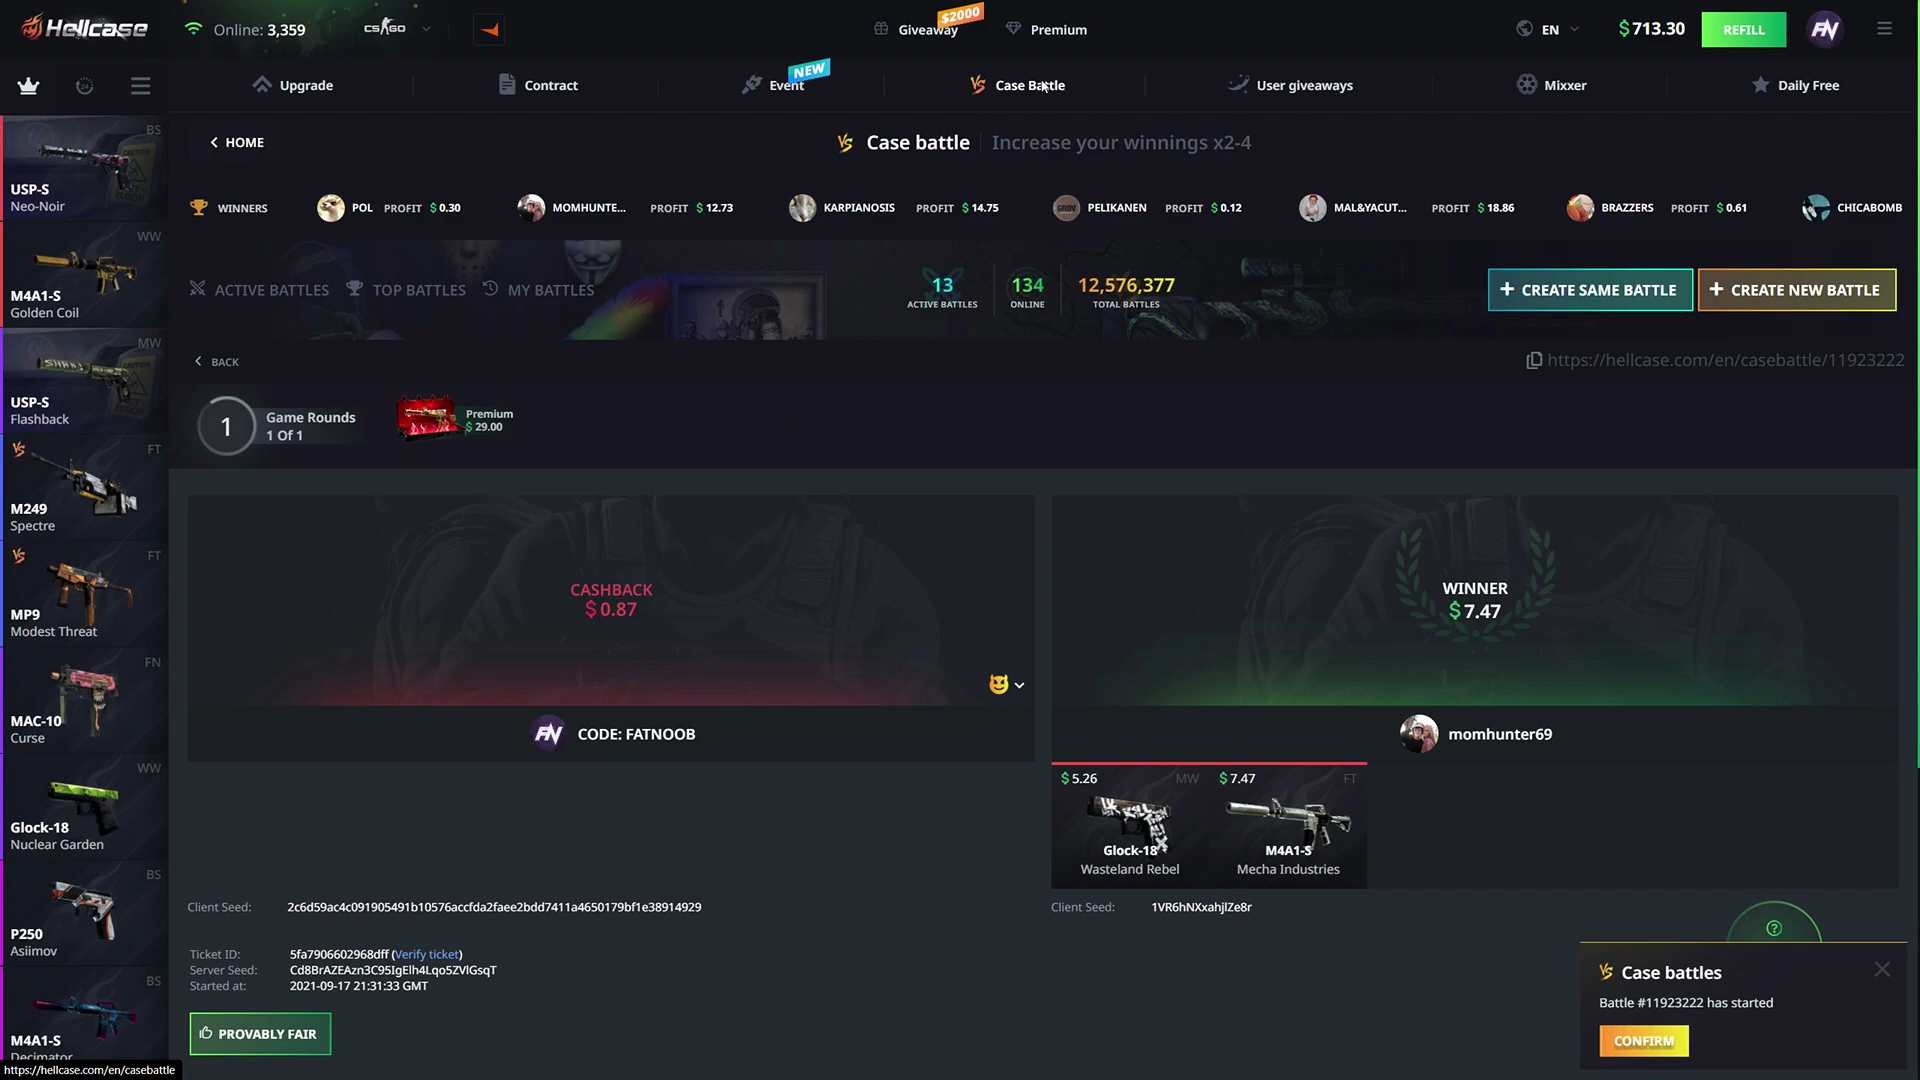 Hellcase
Online: 3,359
CS GO
Giveaway
$2000
Premium
EN
$713.30
REFILL
FN
Upgrade
Contract
Event
NEW
VS
Case Battle
User giveaways
Mixxer
Daily Free
BS
USP-S
Neo-Noir
WW
M4A1-S
Golden Coil
MW
USP-S
Flashback
VS
FT
M249
Spectre
VS
FT
MP9
Modest Threat
FN
MAC-10
Curse
WW
Glock-18
Nuclear Garden
BS
P250
Asiimov
BS
M4A1-S
Decimator
HOME
VS
Case battle
Increase your winnings x2-4
WINNERS
POL PROFIT $ 0.30
MOMHUNTE... PROFIT $ 12.73
KARPIANOSIS PROFIT $ 14.75
PELIKANEN PROFIT $ 0.12
MAL&YACUT... PROFIT $ 18.86
BRAZZERS PROFIT $ 0.61
CHICABOMB
ACTIVE BATTLES
TOP BATTLES
MY BATTLES
13
ACTIVE BATTLES
134
ONLINE
12,576,377
TOTAL BATTLES
+ CREATE SAME BATTLE
+ CREATE NEW BATTLE
BACK
https://hellcase.com/en/casebattle/11923222
1
Game Rounds
1 Of 1
Premium
$ 29.00
CASHBACK
$ 0.87
WINNER
$ 7.47
FN
CODE: FATNOOB
momhunter69
$ 5.26 MW
Glock-18
Wasteland Rebel
$ 7.47 FT
M4A1-S
Mecha Industries
Client Seed: 2c6d59ac4c091905491b10576accfda2faee2bdd7411a4650179bf1e38914929
Client Seed: 1VR6hNXxahjlZe8r
Ticket ID: 5fa7906602968dff (Verify ticket)
Server Seed: Cd8BrAZEAzn3C95IgElh4Lqo5ZVlGsqT
Started at: 2021-09-17 21:31:33 GMT
PROVABLY FAIR
?
VS
Case battles
Battle #11923222 has started
CONFIRM
https://hellcase.com/en/casebattle